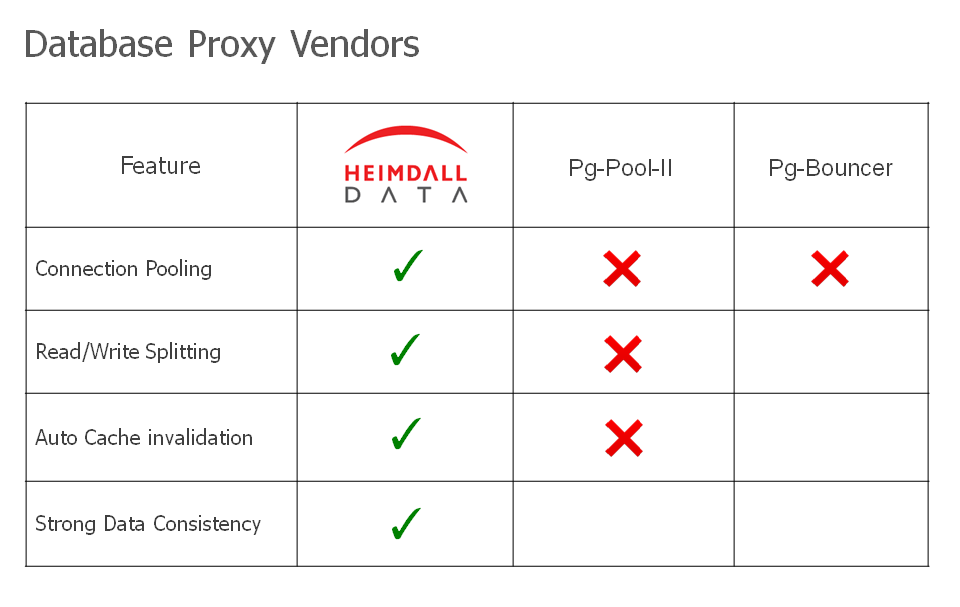 Database Proxy Vendors
Feature
HEIMDALL
DATA
Pg-Pool-II
Pg-Bouncer
Connection Pooling
Read/Write Splitting
Auto Cache invalidation
Strong Data Consistency